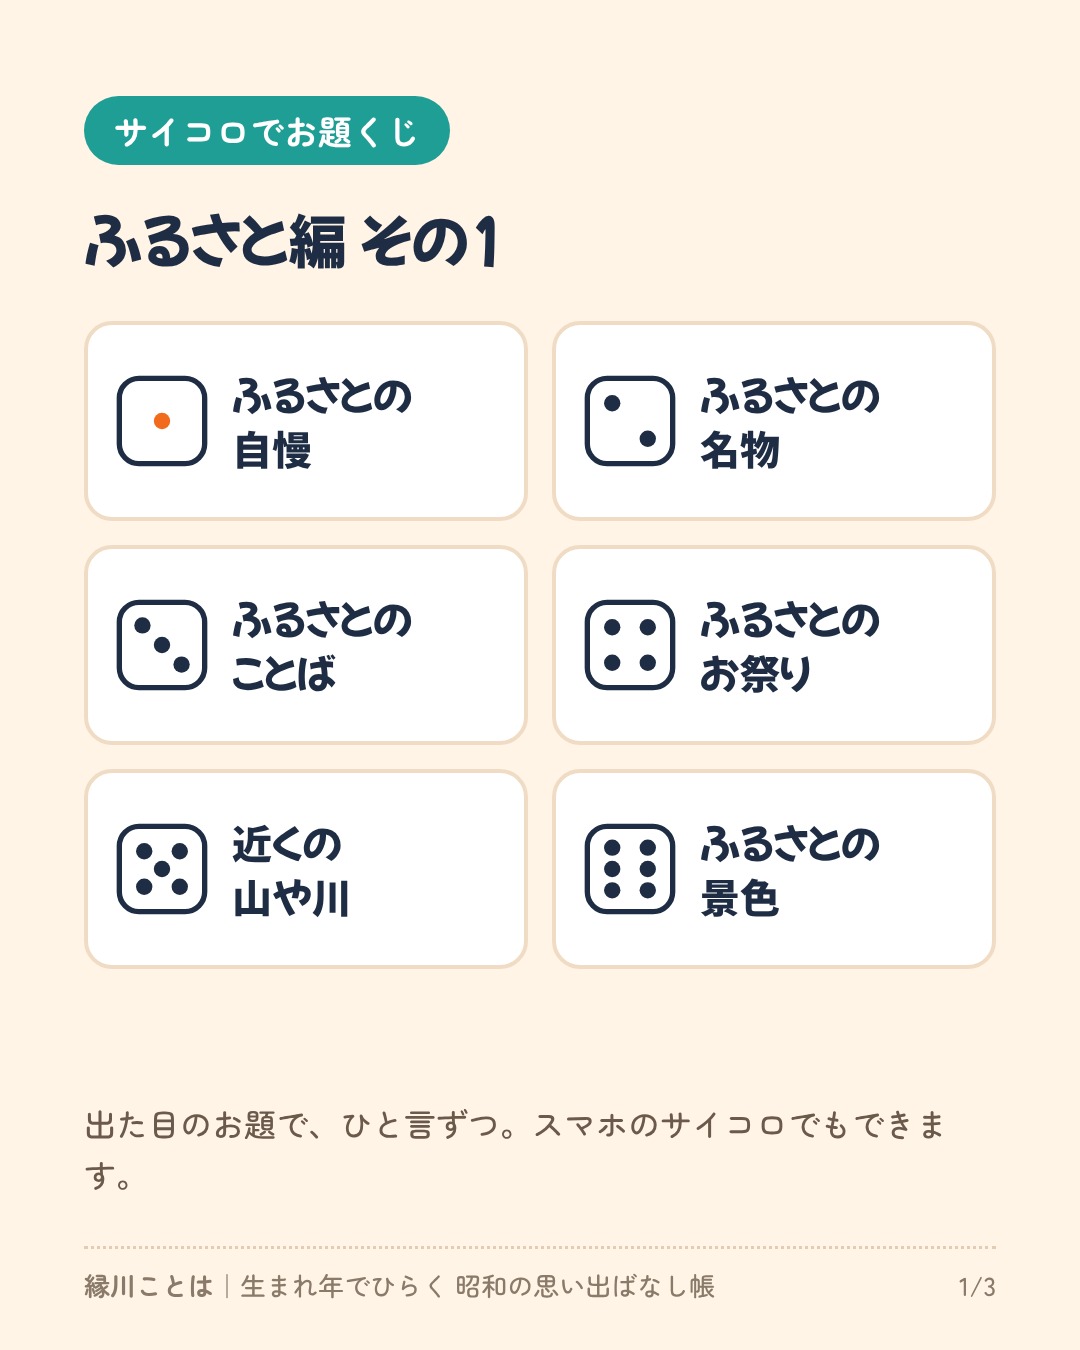 サイコロでお題くじ
ふるさと編 その1
ふるさとの
自慢
ふるさとの
名物
ふるさとの
ことば
ふるさとの
お祭り
近くの
山や川
ふるさとの
景色
出た目のお題で、ひと言ずつ。スマホのサイコロでもできま
す。
縁川ことは｜生まれ年でひらく 昭和の思い出ばなし帳
1/3